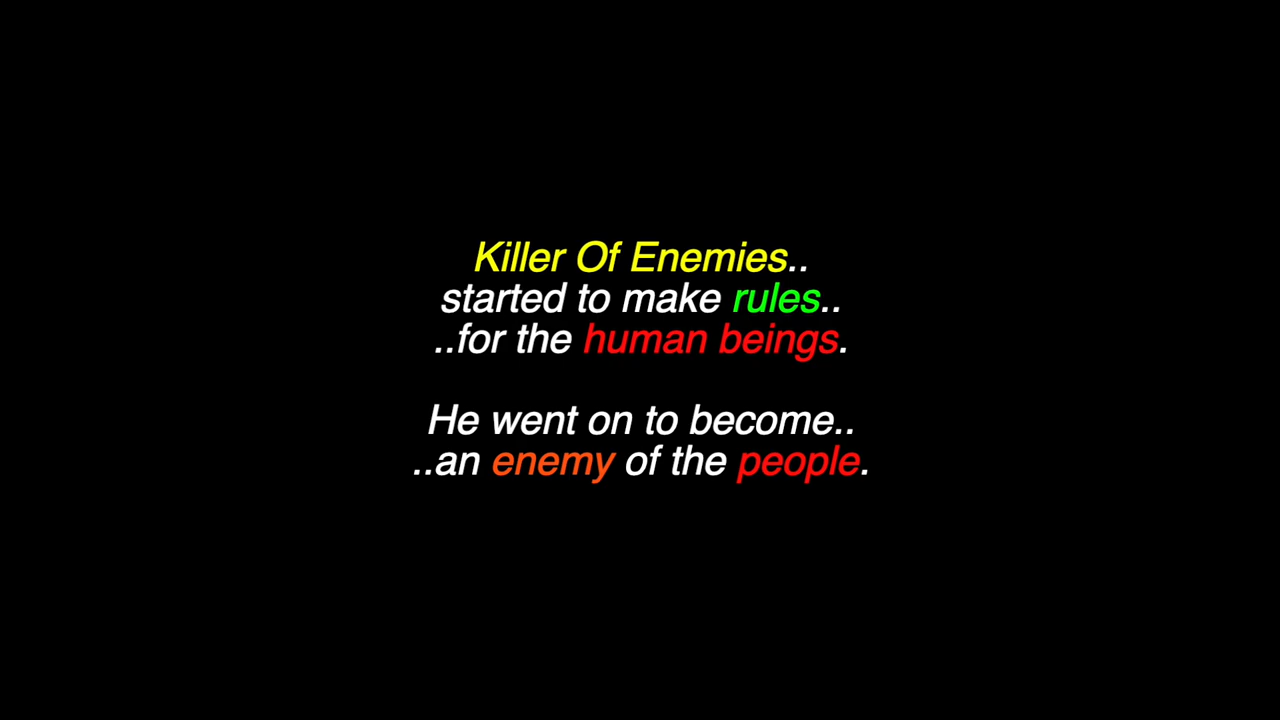 Killer Of Enemies..
started to make rules..
..for the human beings.
He went on to become..
..an enemy of the people.